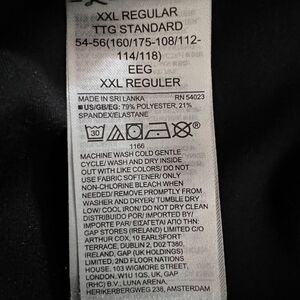 XXL REGULAR
TTG STANDARD
54-56(160/175-108/112-
114/118)
EEG
XXL REGULER
MADE IN SRI LANKA RN 54023
■US/GB/EG: 79% POLYESTER, 21%
SPANDEX/ELASTANE
30
1166
MACHINE WASH COLD GENTLE
CYCLE/ WASH AND DRY INSIDE
OUT WITH LIKE COLORS/ DO NOT
USE FABRIC SOFTENER/ ONLY
NON-CHLORINE BLEACH WHEN
NEEDED/ REMOVE PROMPTLY FROM
WASHER AND DRYER/ TUMBLE DRY
LOW/ COOL IRON/ DO NOT DRY CLEAN
DISTRIBUIDO POR/ IMPORTED BY/
IMPORTE PAR/ ΕΙΣΑΓΕΤΑΙ ΑΠΟ ΤΗΝ:
GAP STORES (IRELAND) LIMITED C/O
ARTHUR COX, 10 EARLSFORT
TERRACE, DUBLIN 2, D02 T380,
IRELAND, GAP (UK HOLDINGS)
LIMITED, 2ND FLOOR NATIONS
HOUSE, 103 WIGMORE STREET,
LONDON, W1U 1QS, UK, GAP
(RHC) B.V., LUNA ARENA,
HERIKERBERGWEG 238, AMSTERDAM